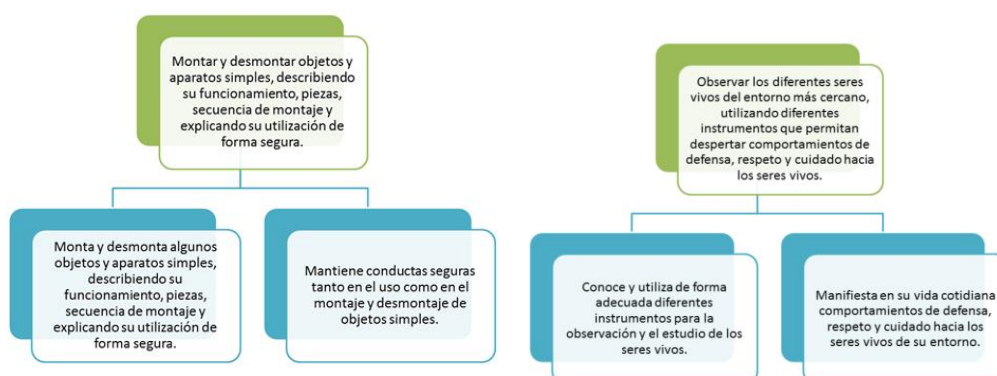 Montar y desmontar objetos y
aparatos simples, describiendo
su funcionamiento, piezas,
secuencia de montaje y
explicando su utilización de
forma segura.
Monta y desmonta algunos
objetos y aparatos simples,
describiendo su
funcionamiento, piezas,
secuencia de montaje y
explicando su utilización de
forma segura.
Mantiene conductas seguras
tanto en el uso como en el
montaje y desmontaje de
objetos simples.
Observar los diferentes seres
vivos del entorno más cercano,
utilizando diferentes
instrumentos que permitan
despertar comportamientos de
defensa, respeto y cuidado hacia
los seres vivos.
Conoce y utiliza de forma
adecuada diferentes
instrumentos para la
observación y el estudio de los
seres vivos.
Manifiesta en su vida cotidiana
comportamientos de defensa,
respeto y cuidado hacia los
seres vivos de su entorno.